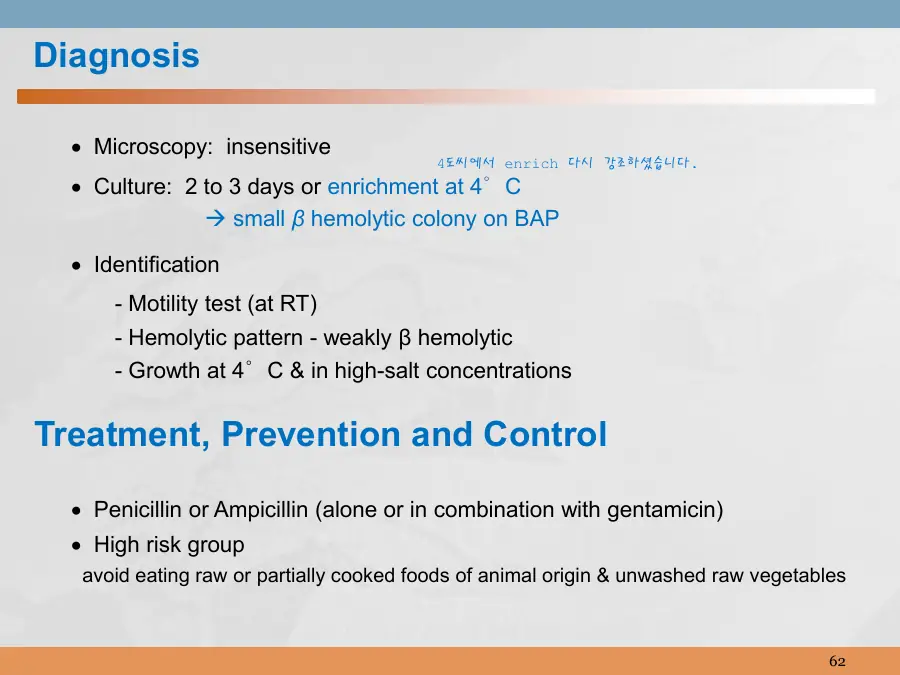 Diagnosis
• Microscopy: insensitive
4도씨에서 enrich 다시 강조하셨습니다.
• Culture: 2 to 3 days or enrichment at 4°C
→ small β hemolytic colony on BAP
• Identification
- Motility test (at RT)
- Hemolytic pattern - weakly β hemolytic
- Growth at 4°C & in high-salt concentrations
Treatment, Prevention and Control
• Penicillin or Ampicillin (alone or in combination with gentamicin)
• High risk group
avoid eating raw or partially cooked foods of animal origin & unwashed raw vegetables
62